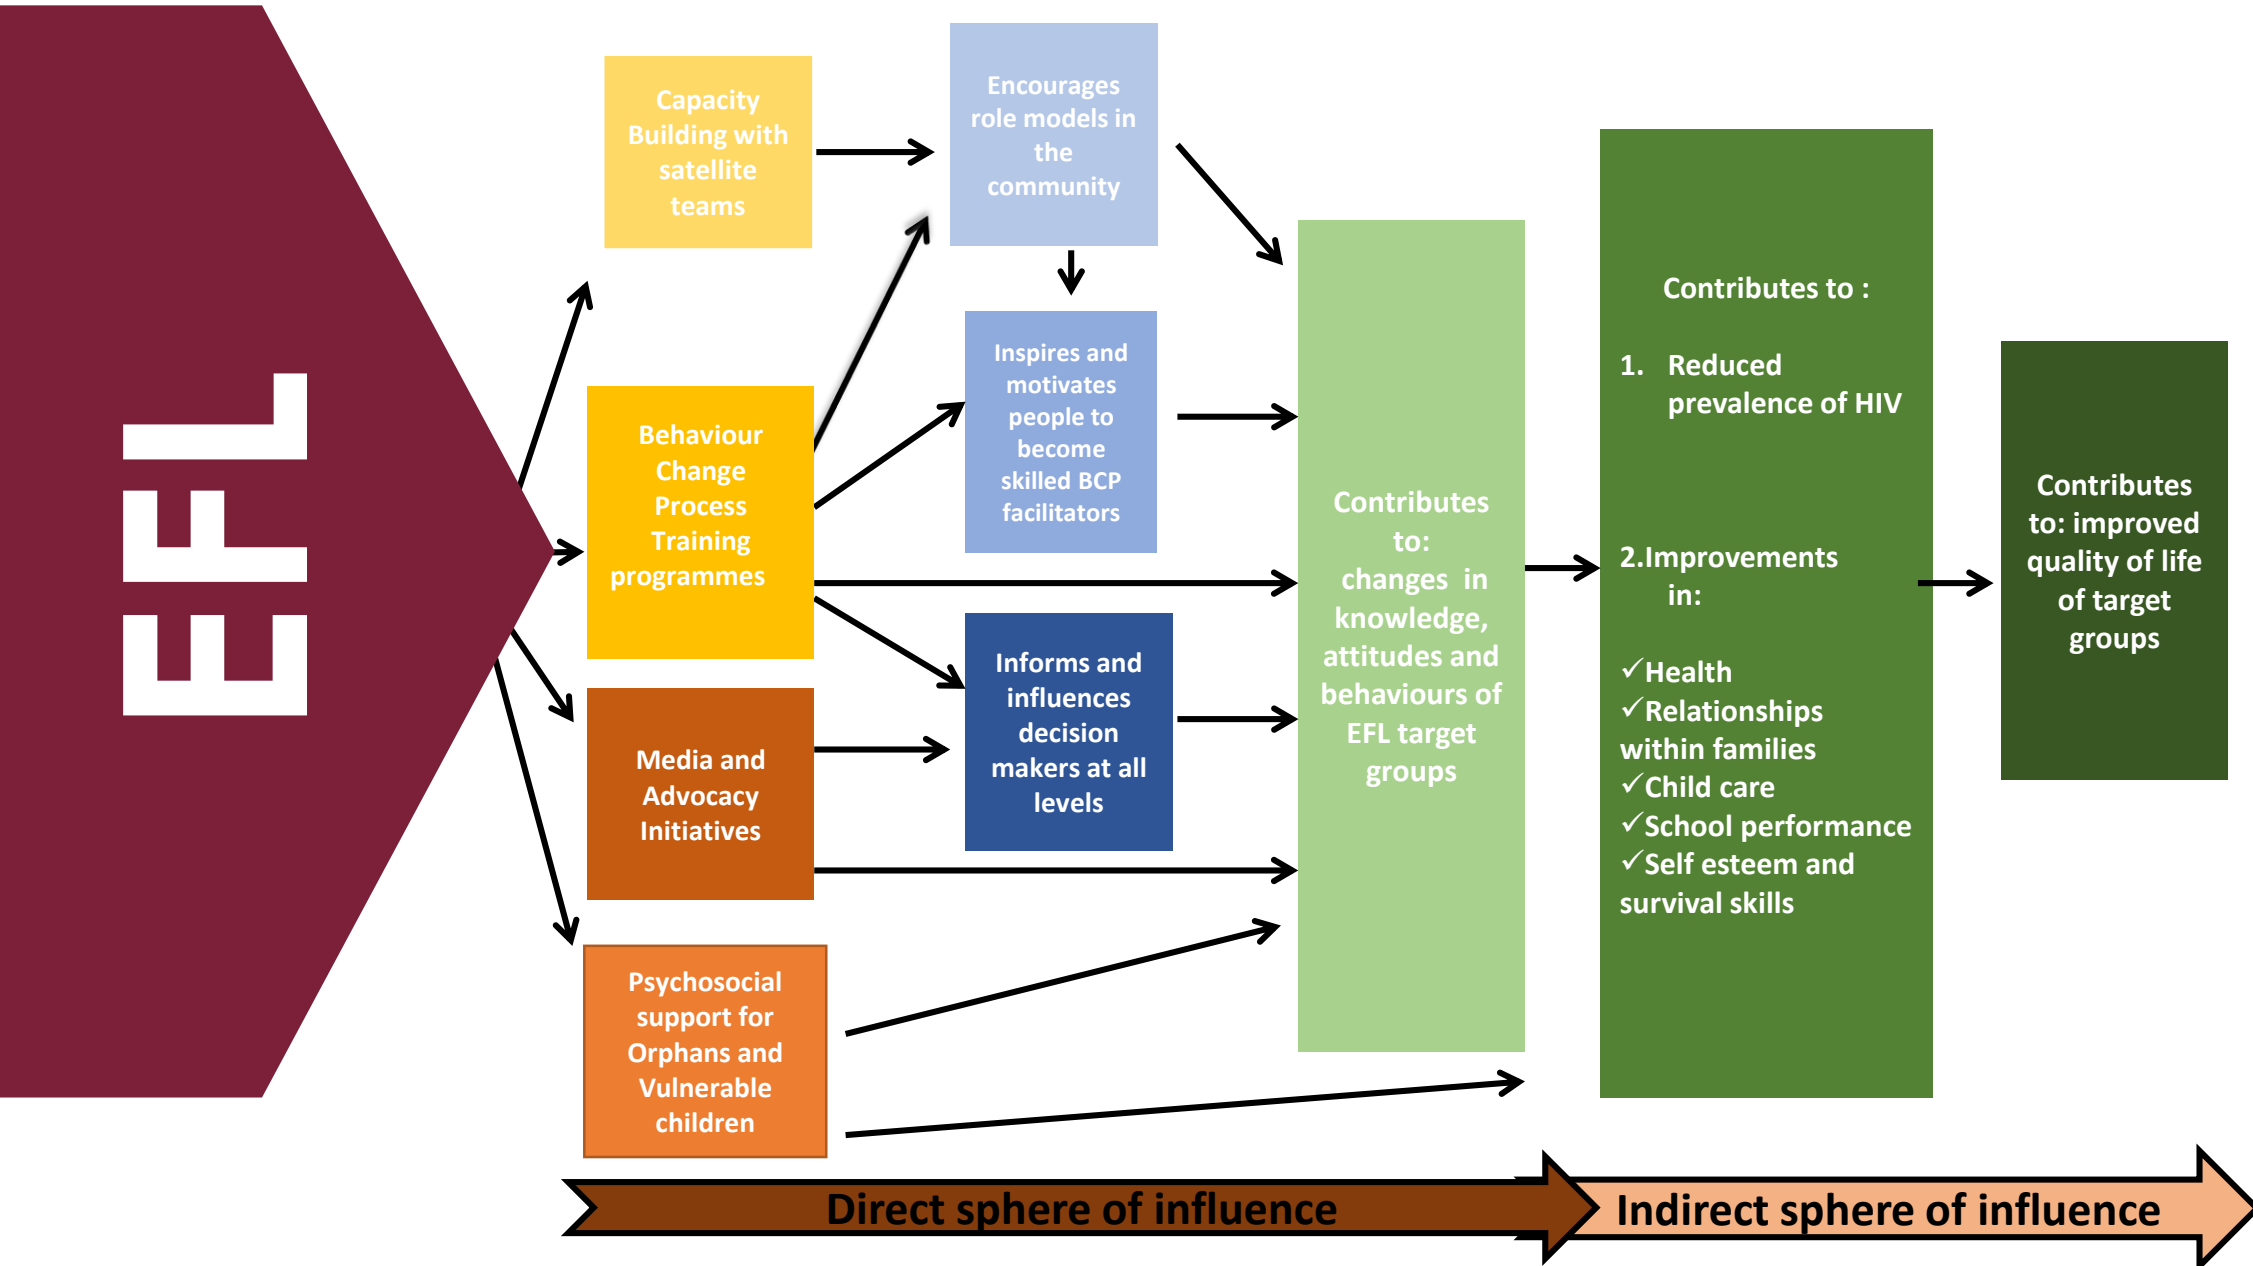 EFL
Capacity
Building with
satellite
teams
Encourages
role models in
the
community
Behaviour
Change
Process
Training
programmes
Inspires and
motivates
people to
become
skilled BCP
facilitators
Media and
Advocacy
Initiatives
Informs and
influences
decision
makers at all
levels
Psychosocial
support for
Orphans and
Vulnerable
children
Contributes
to:
changes in
knowledge,
attitudes and
behaviours of
EFL target
groups
Contributes to :
1. Reduced
prevalence of HIV
2.Improvements
in:
✓Health
✓Relationships
within families
✓Child care
✓School performance
✓Self esteem and
survival skills
Contributes
to: improved
quality of life
of target
groups
Direct sphere of influence
Indirect sphere of influence